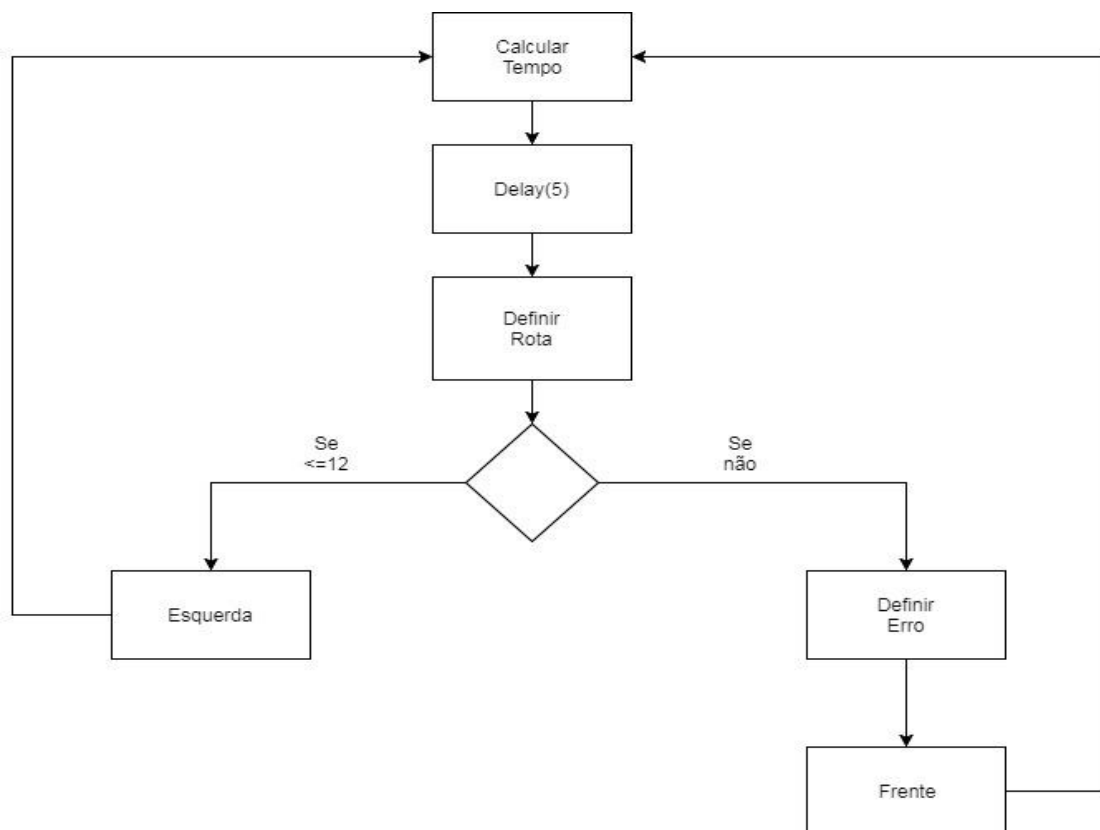 Calcular
Tempo
Delay(5)
Definir
Rota
Se
<=12
Se
não
Esquerda
Definir
Erro
Frente